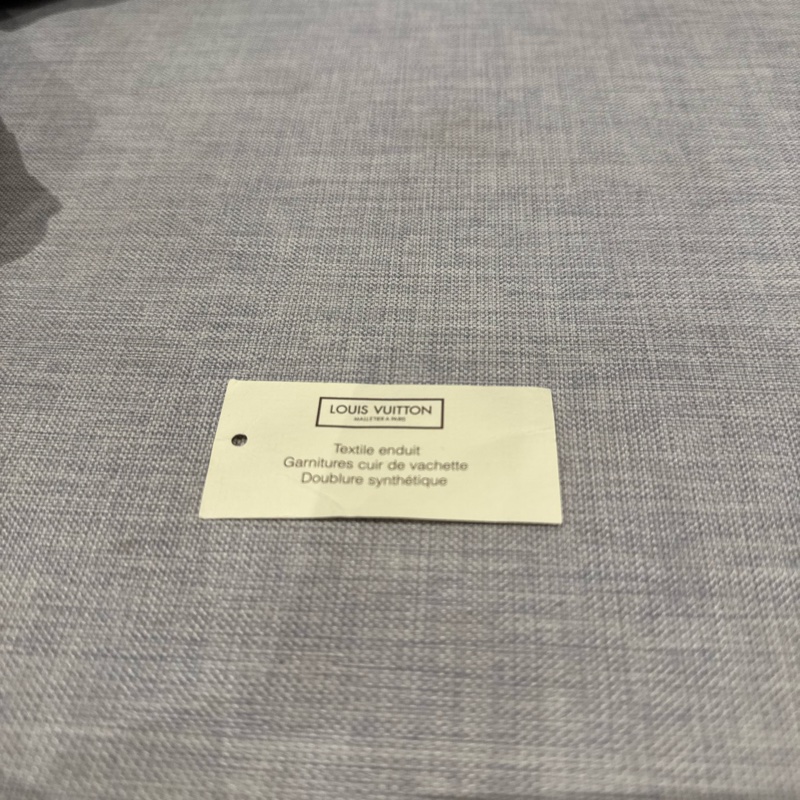 LOUIS VUITTON
MALLETIER A PARIS
Textile enduit
Garnitures cuir de vachette
Doublure synthétique